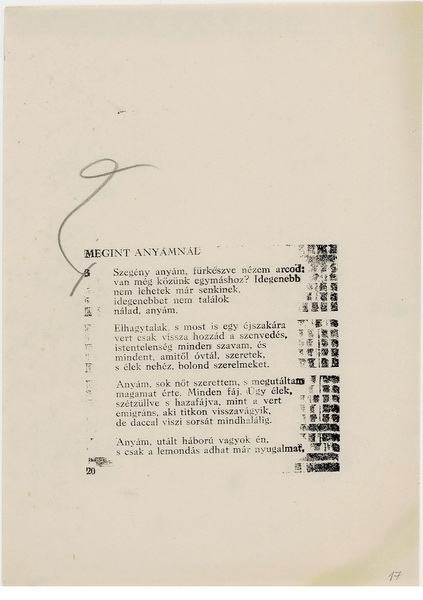 MEGINT ANYÁMNÁL
Szegény anyám, fürkészve nézem arcod:
van még közünk egymáshoz? Idegenebb
nem lehetek már senkinek,
idegenebbet nem találok
nálad, anyám.
Elhagytalak, s most is egy éjszakára
vert csak vissza hozzád a szenvedés,
istentelenség minden szavam, és
mindent, amitől óvtál, szeretek,
s élek nehéz, bolond szerelmeket.
Anyám, sok nőt szerettem, s megutáltam
magamat érte. Minden fáj. Úgy élek,
szétzüllve s hazafájva, mint a vert
emigráns, aki titkon visszavágyik,
de daccal viszi sorsát mindhalálig.
Anyám, utált háború vagyok én,
s csak a lemondás adhat már nyugalmat,
20
17